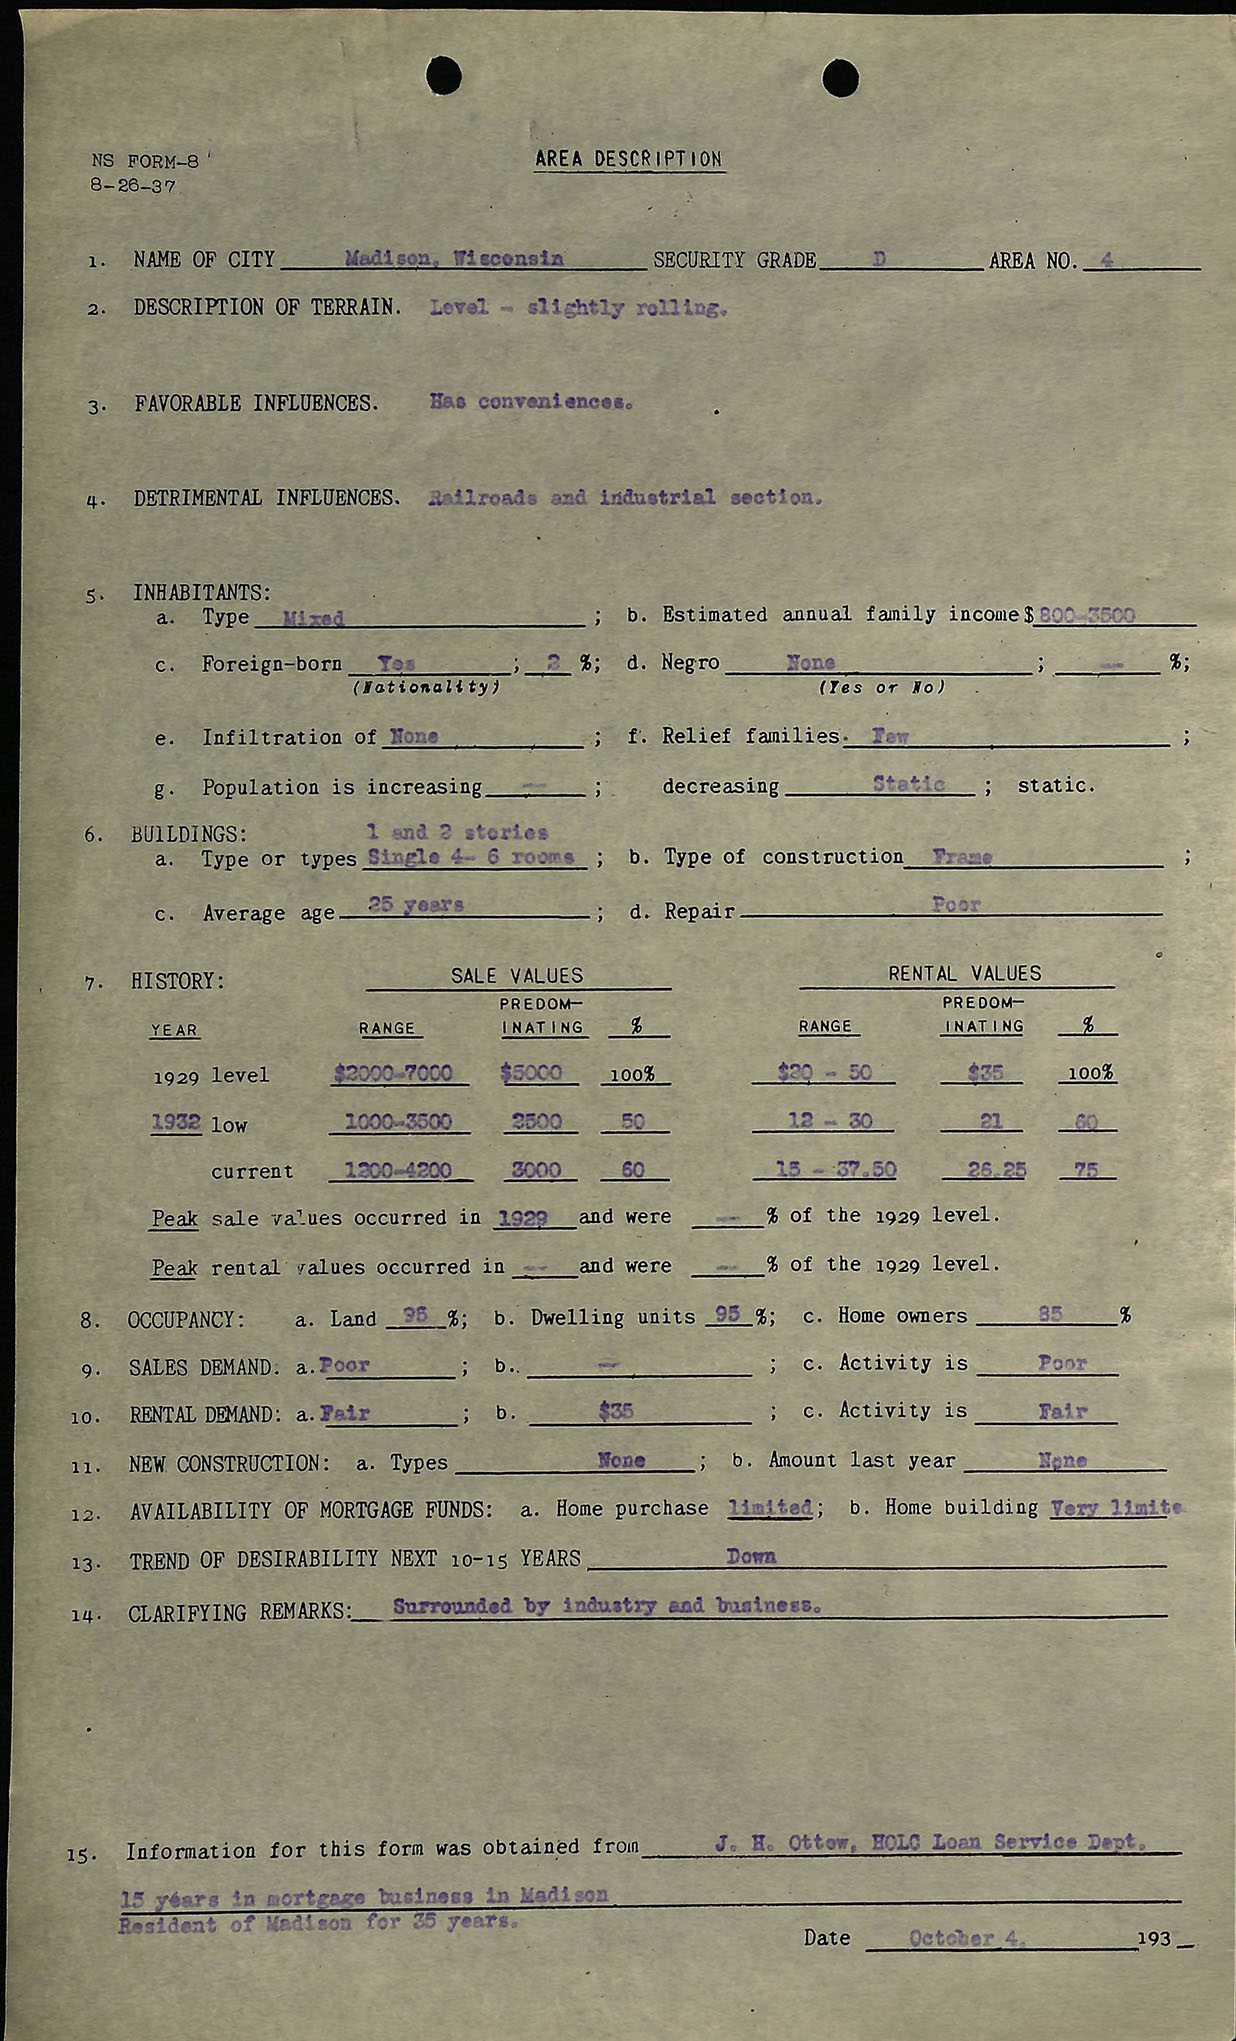 NS FORM-8
8-26-37
AREA DESCRIPTION
1. NAME OF CITY Madison, Wisconsin SECURITY GRADE D AREA NO. 4
2. DESCRIPTION OF TERRAIN. Level - slightly rolling.
3. FAVORABLE INFLUENCES. Has conveniences.
4. DETRIMENTAL INFLUENCES. Railroads and industrial section.
5. INHABITANTS:
a. Type Mixed ; b. Estimated annual family income $ 800-3500
c. Foreign-born Yes ; 2 %; d. Negro None ; -- %;
(Nationality) (Yes or No)
e. Infiltration of None ; f. Relief families Few ;
g. Population is increasing -- ; decreasing Static ; static.
6. BUILDINGS: 1 and 2 stories
a. Type or types Single 4- 6 rooms ; b. Type of construction Frame ;
c. Average age 25 years ; d. Repair Poor
7. HISTORY: SALE VALUES RENTAL VALUES
PREDOM- PREDOM-
YEAR RANGE INATING % RANGE INATING %
1929 level $2000-7000 $5000 100% $20 - 50 $35 100%
1932 low 1000-3500 2500 50 12 - 30 21 60
current 1200-4200 3000 60 15 - 37.50 26.25 75
Peak sale values occurred in 1929 and were -- % of the 1929 level.
Peak rental values occurred in -- and were -- % of the 1929 level.
8. OCCUPANCY: a. Land %; b. Dwelling units 95 %; c. Home owners 85 %
9. SALES DEMAND: a. Poor ; b. -- ; c. Activity is Poor
10. RENTAL DEMAND: a. Fair ; b. $35 ; c. Activity is Fair
11. NEW CONSTRUCTION: a. Types None ; b. Amount last year None
12. AVAILABILITY OF MORTGAGE FUNDS: a. Home purchase limited; b. Home building Very limite
13. TREND OF DESIRABILITY NEXT 10-15 YEARS Down
14. CLARIFYING REMARKS: Surrounded by industry and business.
15. Information for this form was obtained from J. H. Ottow, HOLC Loan Service Dept.
15 years in mortgage business in Madison
Resident of Madison for 35 years.
Date October 4. 193_